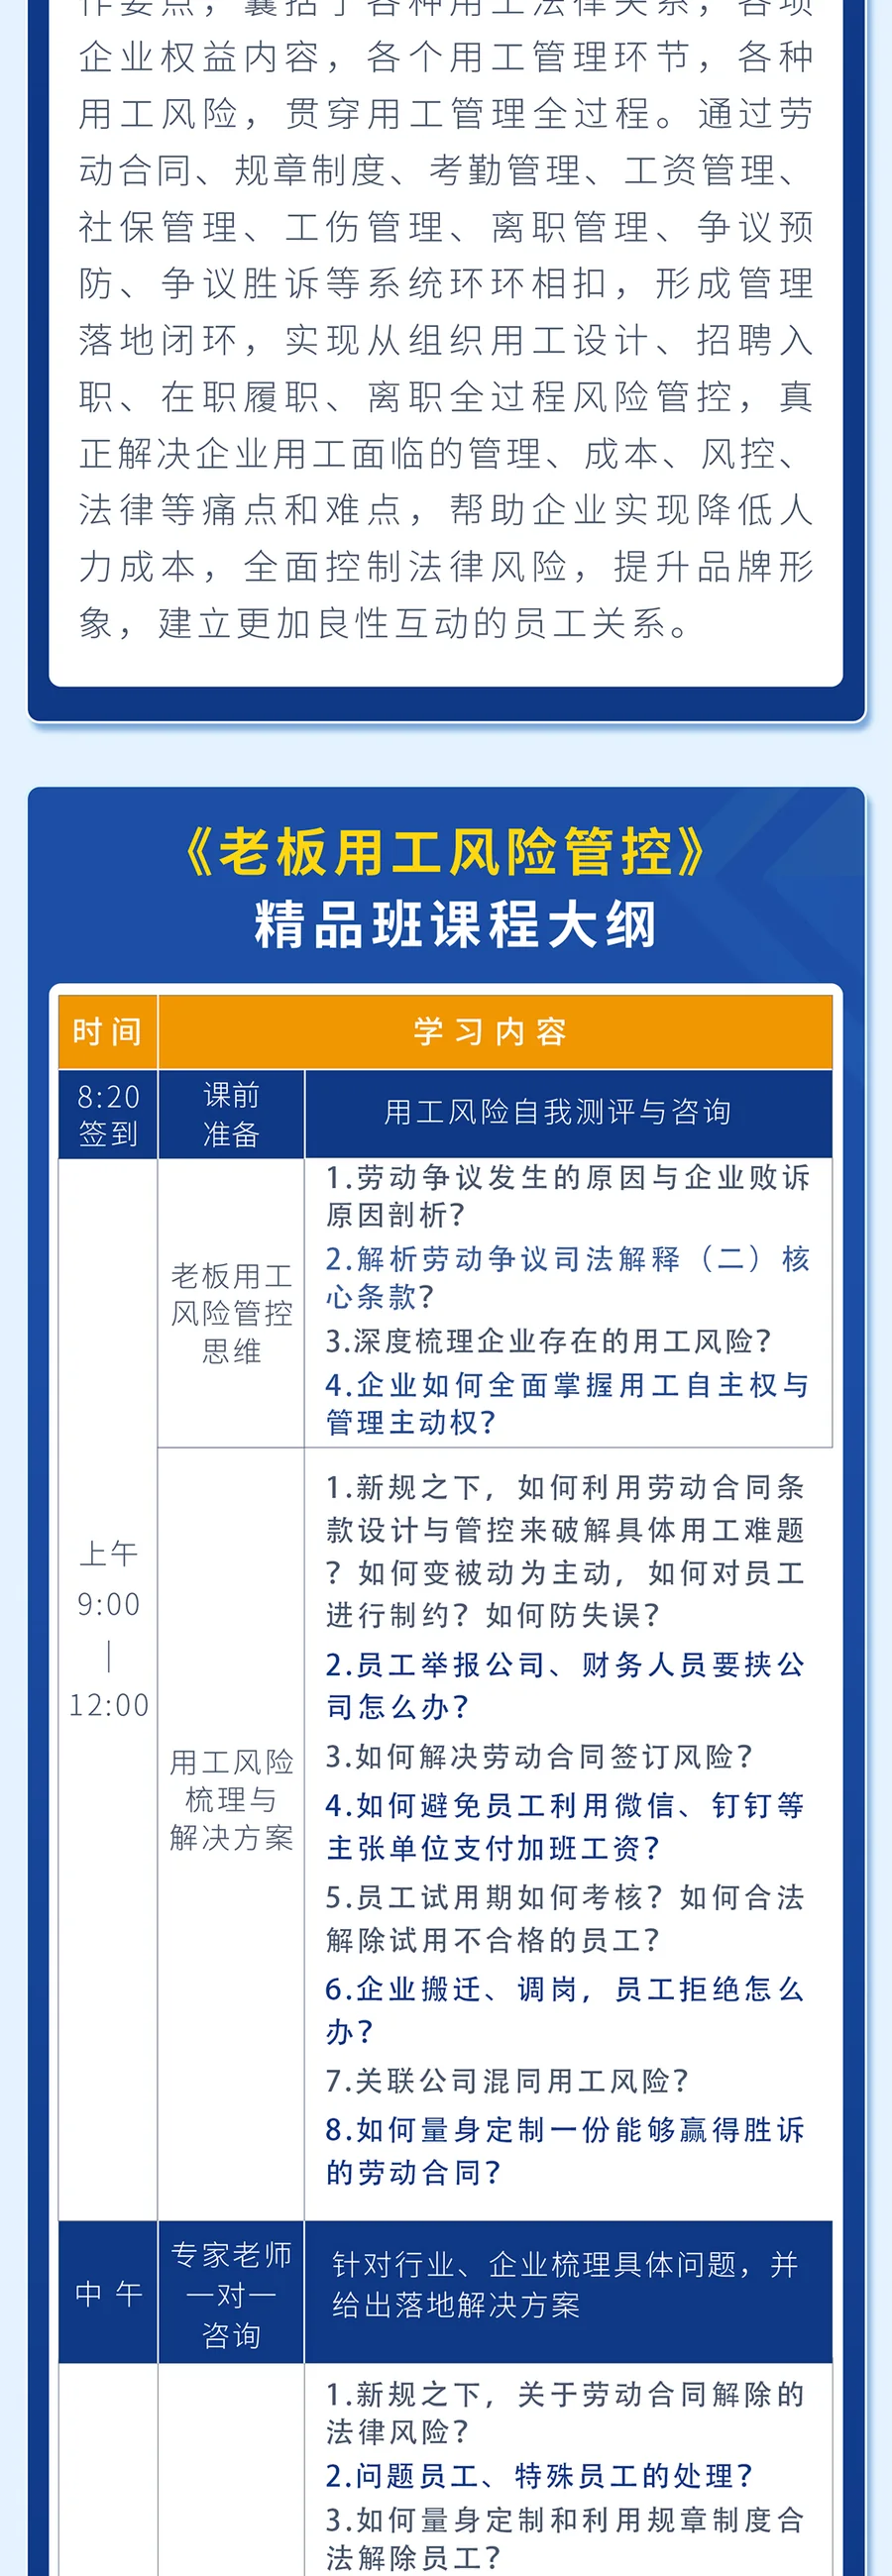 作要点，囊括了各种用工法律关系，各项
企业权益内容，各个用工管理环节，各种
用工风险，贯穿用工管理全过程。通过劳
动合同、规章制度、考勤管理、工资管理、
社保管理、工伤管理、离职管理、争议预
防、争议胜诉等系统环环相扣，形成管理
落地闭环，实现从组织用工设计、招聘入
职、在职履职、离职全过程风险管控，真
正解决企业用工面临的管理、成本、风控、
法律等痛点和难点，帮助企业实现降低人
力成本，全面控制法律风险，提升品牌形
象，建立更加良性互动的员工关系。
《老板用工风险管控》
精品班课程大纲
时间
学习内容
8:20
签到
课前
准备
用工风险自我测评与咨询
上午
9:00
|
12:00
老板用工
风险管控
思维
1.劳动争议发生的原因与企业败诉
原因剖析？
2.解析劳动争议司法解释（二）核
心条款？
3.深度梳理企业存在的用工风险？
4.企业如何全面掌握用工自主权与
管理主动权？
用工风险
梳理与
解决方案
1.新规之下，如何利用劳动合同条
款设计与管控来破解具体用工难题
？如何变被动为主动，如何对员工
进行制约？如何防失误？
2.员工举报公司、财务人员要挟公
司怎么办？
3.如何解决劳动合同签订风险？
4.如何避免员工利用微信、钉钉等
主张单位支付加班工资？
5.员工试用期如何考核？如何合法
解除试用不合格的员工？
6.企业搬迁、调岗，员工拒绝怎么
办？
7.关联公司混同用工风险？
8.如何量身定制一份能够赢得胜诉
的劳动合同？
中午
专家老师
一对一
咨询
针对行业、企业梳理具体问题，并
给出落地解决方案
1.新规之下，关于劳动合同解除的
法律风险？
2.问题员工、特殊员工的处理？
3.如何量身定制和利用规章制度合
法解除员工？